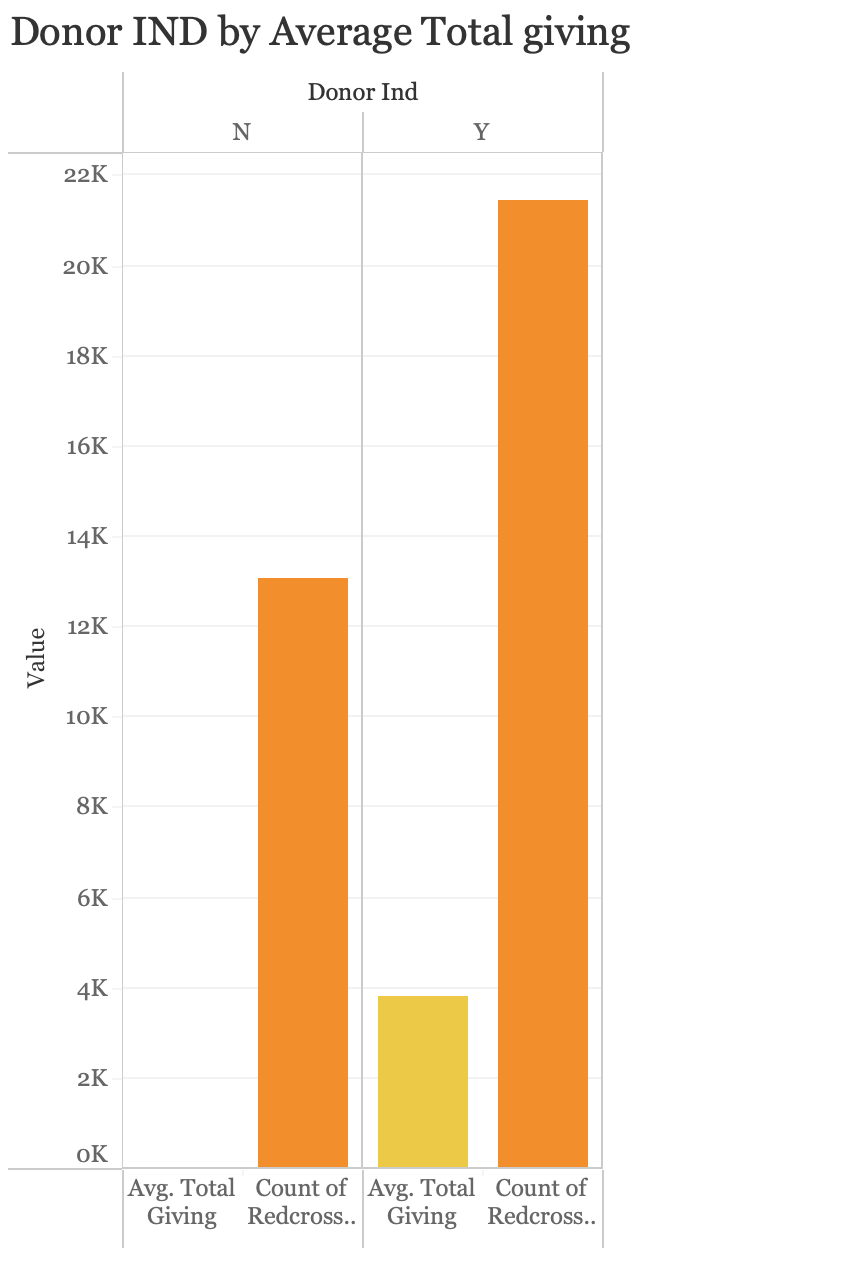 Donor IND by Average Total giving
Donor Ind
N Y
22K
20K
18K
16K
14K
12K
10K
8K
6K
4K
2K
0K
Value
Avg. Total Giving
Count of Redcross..
Avg. Total Giving
Count of Redcross..